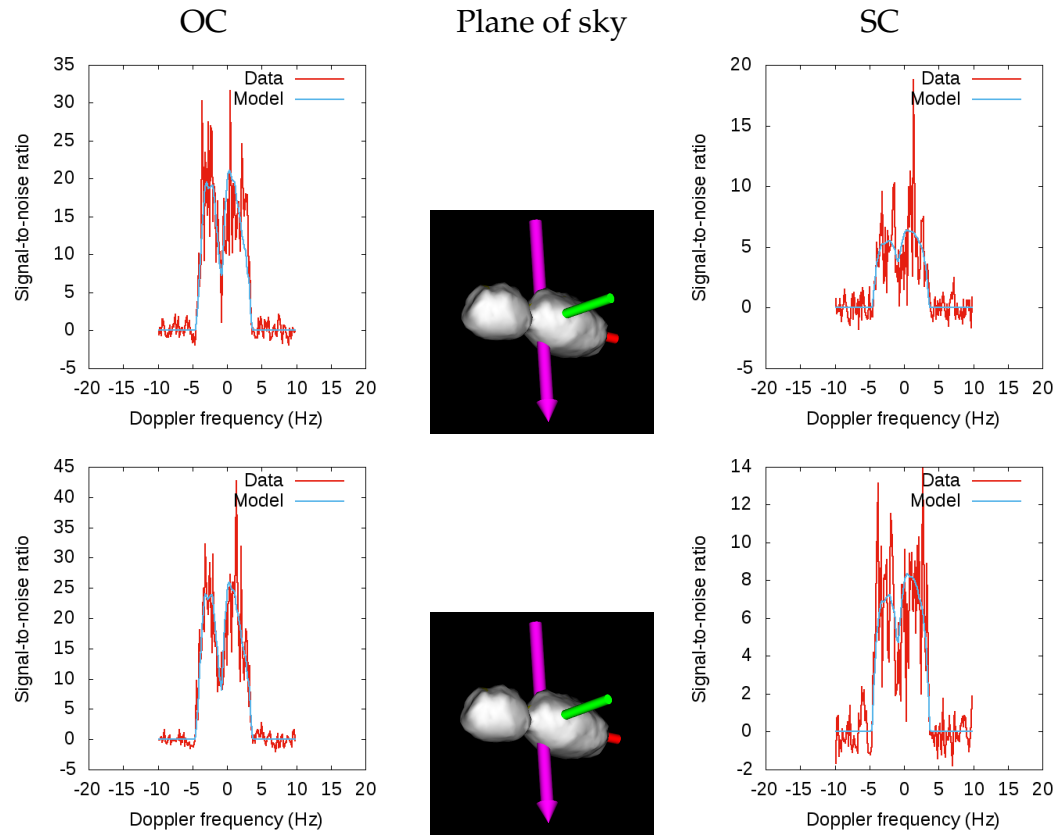 OC Plane of sky SC
Signal-to-noise ratio
35
30
25
20
15
10
5
0
-5
Data
Model
-20 -15 -10 -5 0 5 10 15 20
Doppler frequency (Hz)
Signal-to-noise ratio
20
15
10
5
0
-5
Data
Model
-20 -15 -10 -5 0 5 10 15 20
Doppler frequency (Hz)
Signal-to-noise ratio
45
40
35
30
25
20
15
10
5
0
-5
Data
Model
-20 -15 -10 -5 0 5 10 15 20
Doppler frequency (Hz)
Signal-to-noise ratio
14
12
10
8
6
4
2
0
-2
Data
Model
-20 -15 -10 -5 0 5 10 15 20
Doppler frequency (Hz)